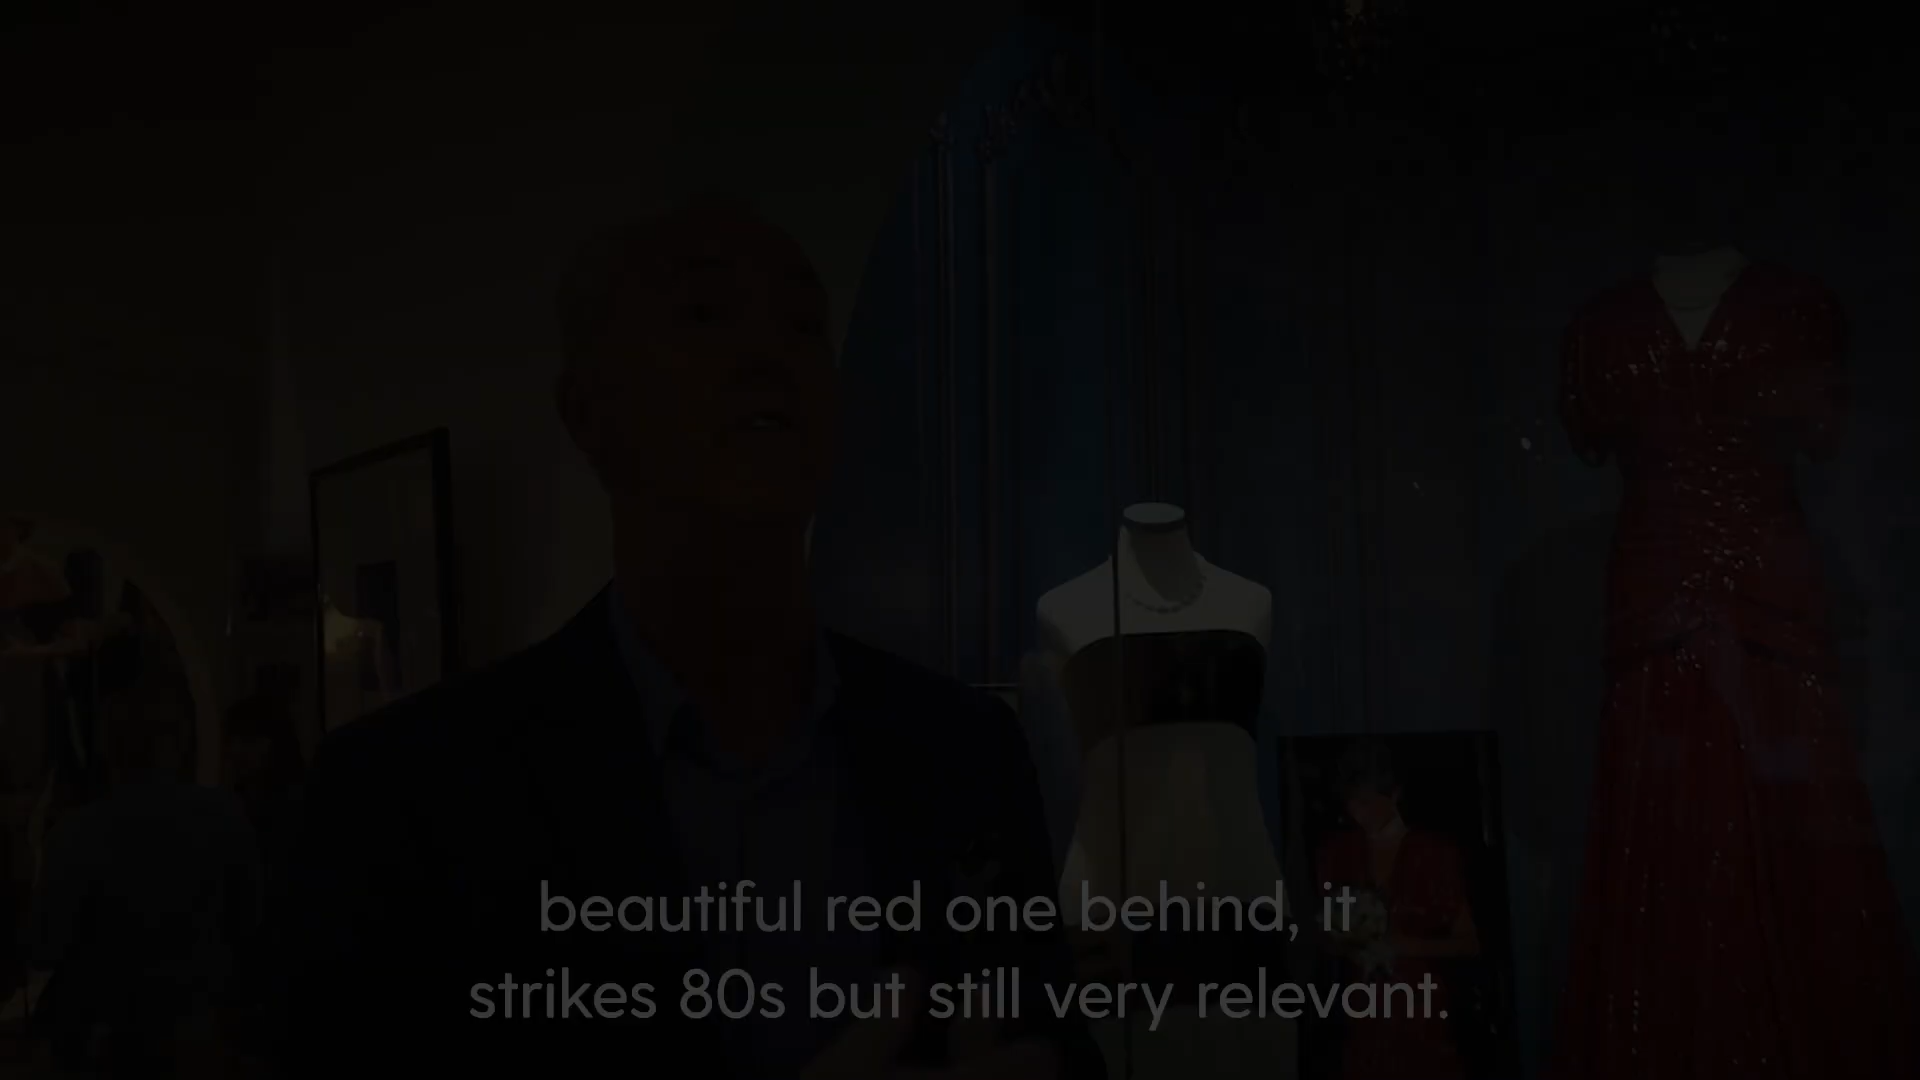 beautiful red one behind, it
strikes 80s but still very relevant.